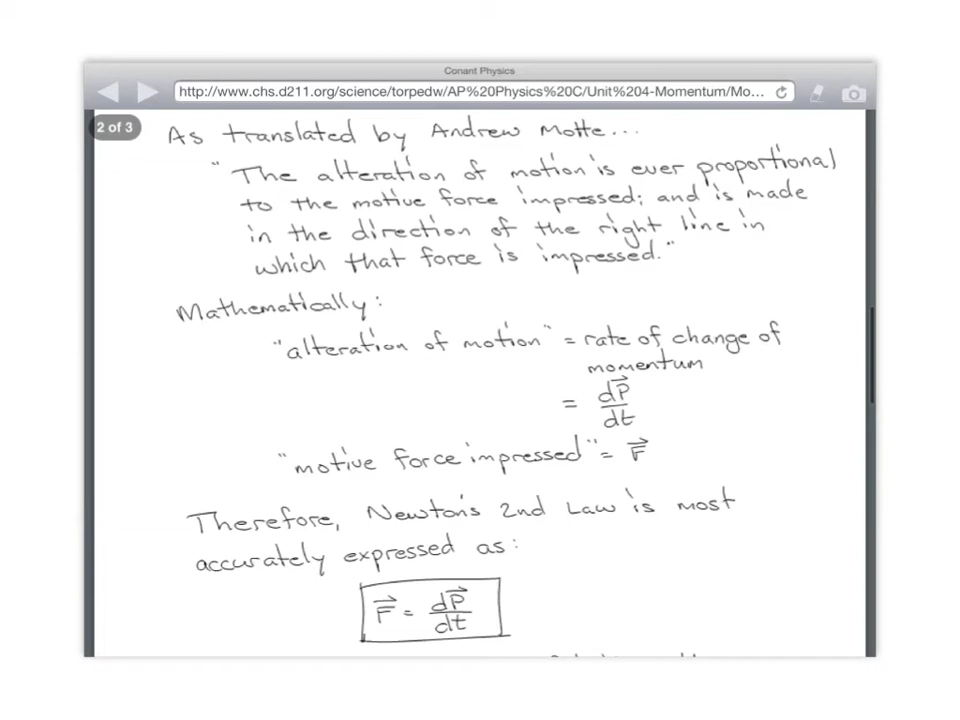 Conant Physics
http://www.chs.d211.org/science/torpedw/AP%20Physics%20C/Unit%204-Momentum/Mo...
2 of 3
As translated by Andrew Motte...
"The alteration of motion is ever proportional
to the motive force impressed; and is made
in the direction of the right line in
which that force is impressed."
Mathematically:
"alteration of motion" = rate of change of
momentum
= dP⃗/dt
"motive force impressed" = F⃗
Therefore, Newton's 2nd Law is most
accurately expressed as:
F⃗ = dP⃗/dt